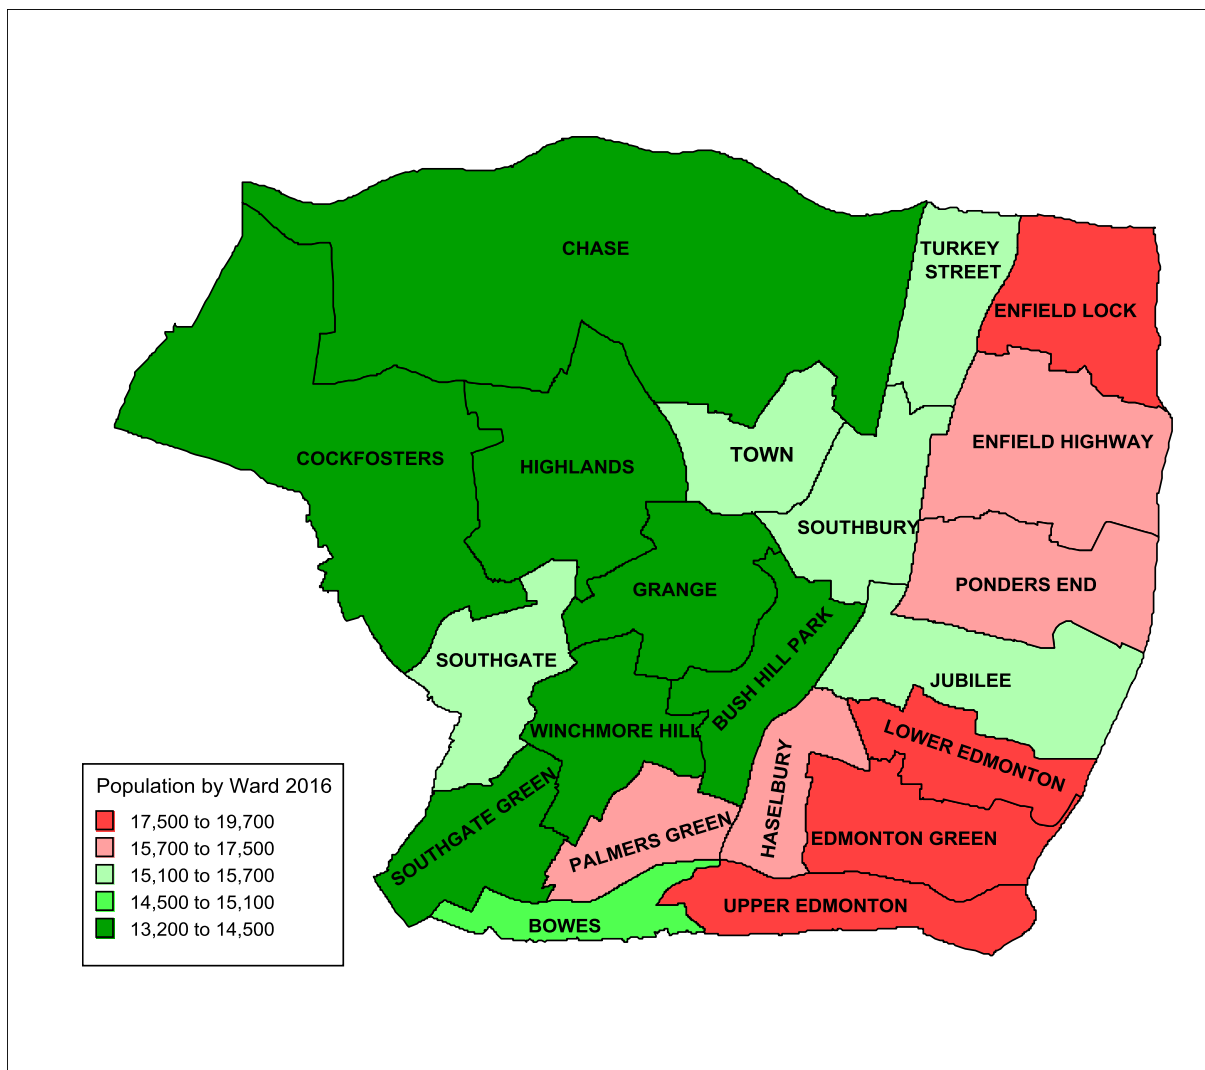 CHASE
TURKEY
STREET
ENFIELD LOCK
ENFIELD HIGHWAY
TOWN
COCKFOSTERS
HIGHLANDS
SOUTHBURY
PONDERS END
GRANGE
BUSH HILL PARK
SOUTHGATE
JUBILEE
WINCHMORE HILL
LOWER EDMONTON
HASELBURY
SOUTHGATE GREEN
PALMERS GREEN
EDMONTON GREEN
UPPER EDMONTON
BOWES
Population by Ward 2016
17,500 to 19,700
15,700 to 17,500
15,100 to 15,700
14,500 to 15,100
13,200 to 14,500